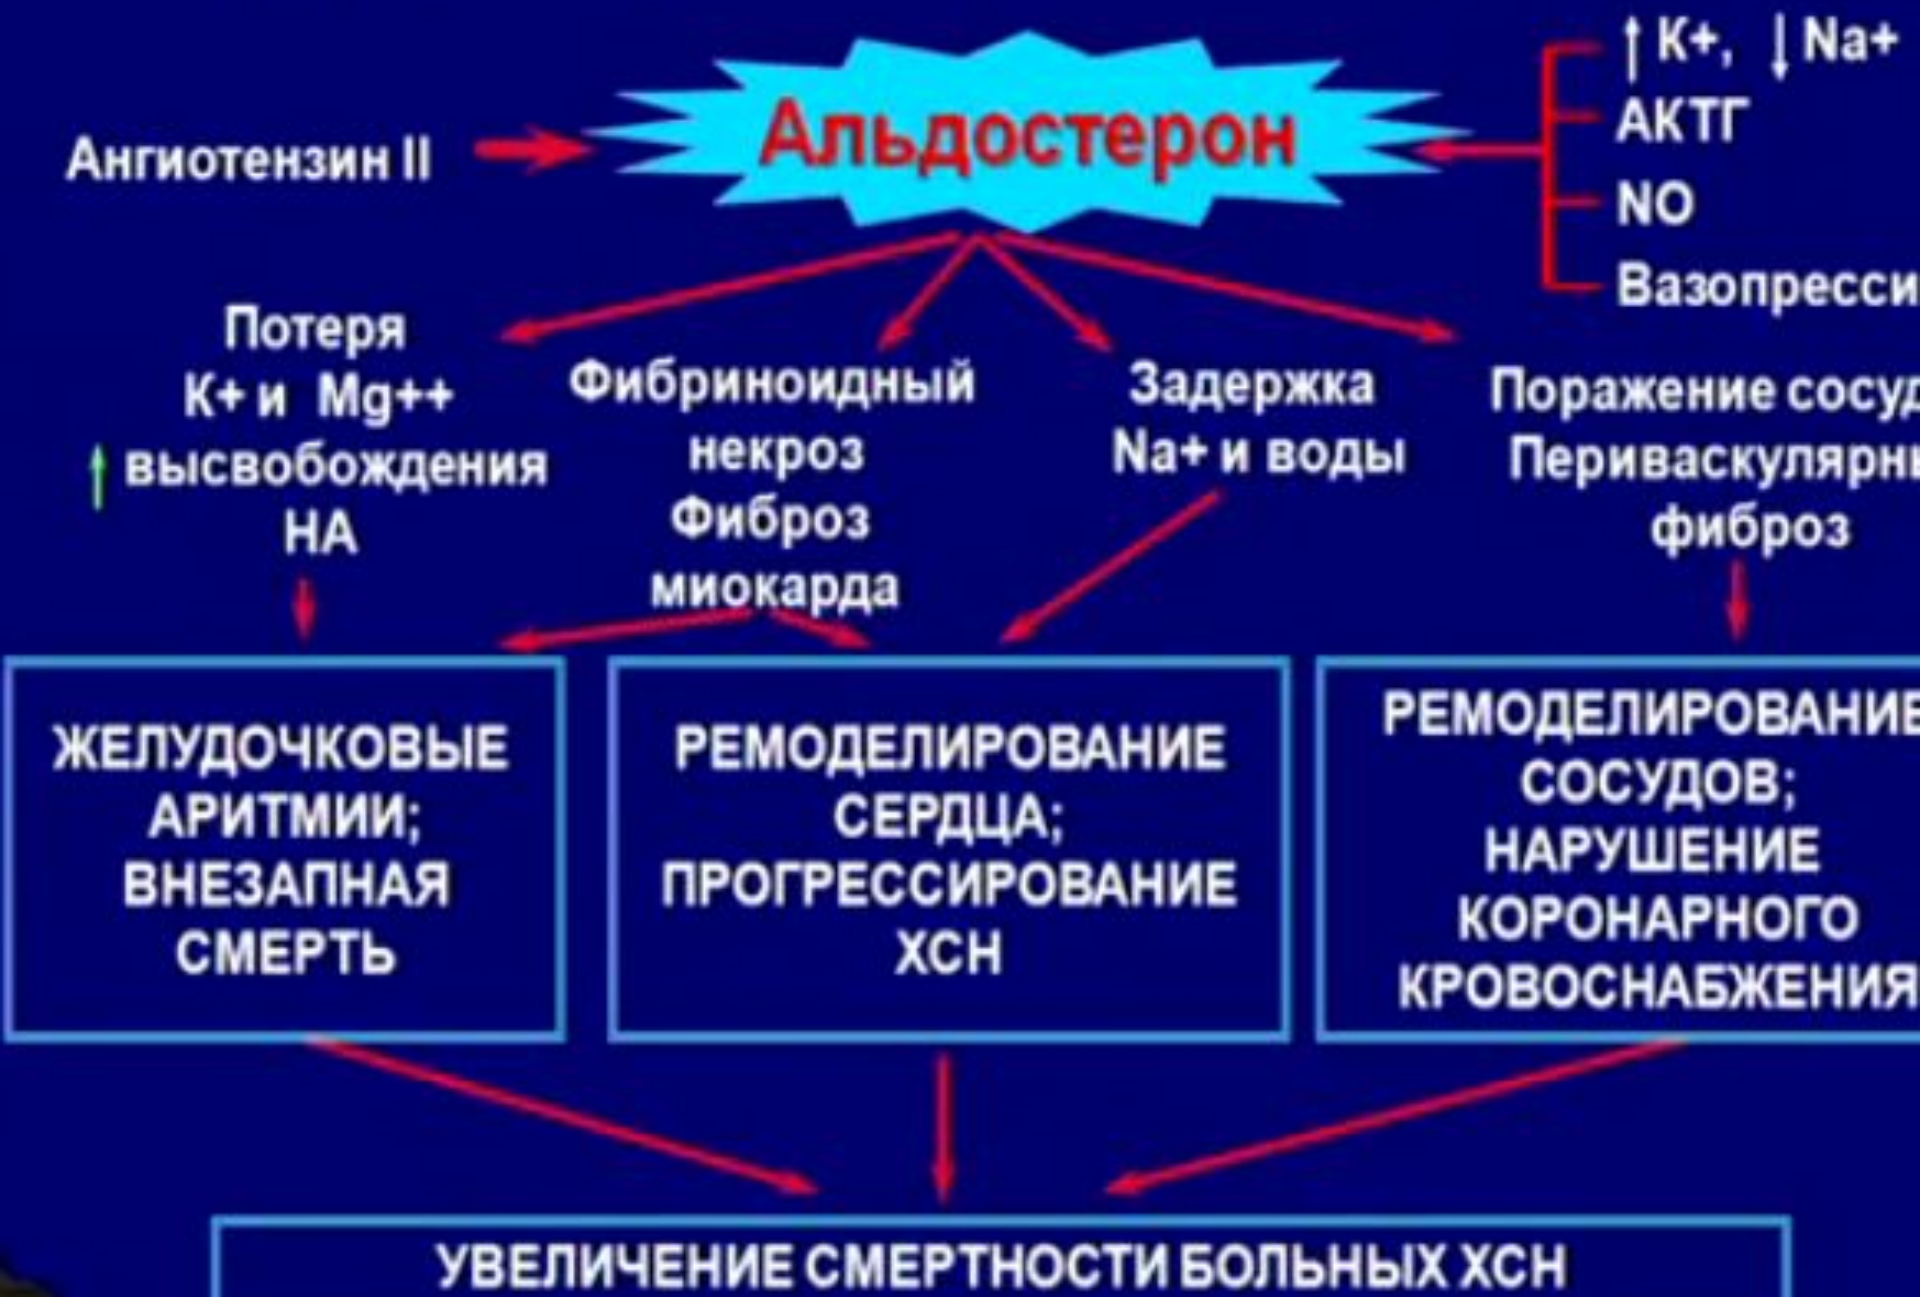 ↑ К+, ↓ Na+
АКТГ
NO
Вазопресси
Ангиотензин II
Альдостерон
Потеря
К+ и Mg++
↑ высвобождения
НА
Фибриноидный
некроз
Фиброз
миокарда
Задержка
Na+ и воды
Поражение сосуд
Периваскулярн
фиброз
ЖЕЛУДОЧКОВЫЕ
АРИТМИИ;
ВНЕЗАПНАЯ
СМЕРТЬ
РЕМОДЕЛИРОВАНИЕ
СЕРДЦА;
ПРОГРЕССИРОВАНИЕ
ХСН
РЕМОДЕЛИРОВАНИЕ
СОСУДОВ;
НАРУШЕНИЕ
КОРОНАРНОГО
КРОВОСНАБЖЕНИЯ
УВЕЛИЧЕНИЕ СМЕРТНОСТИ БОЛЬНЫХ ХСН